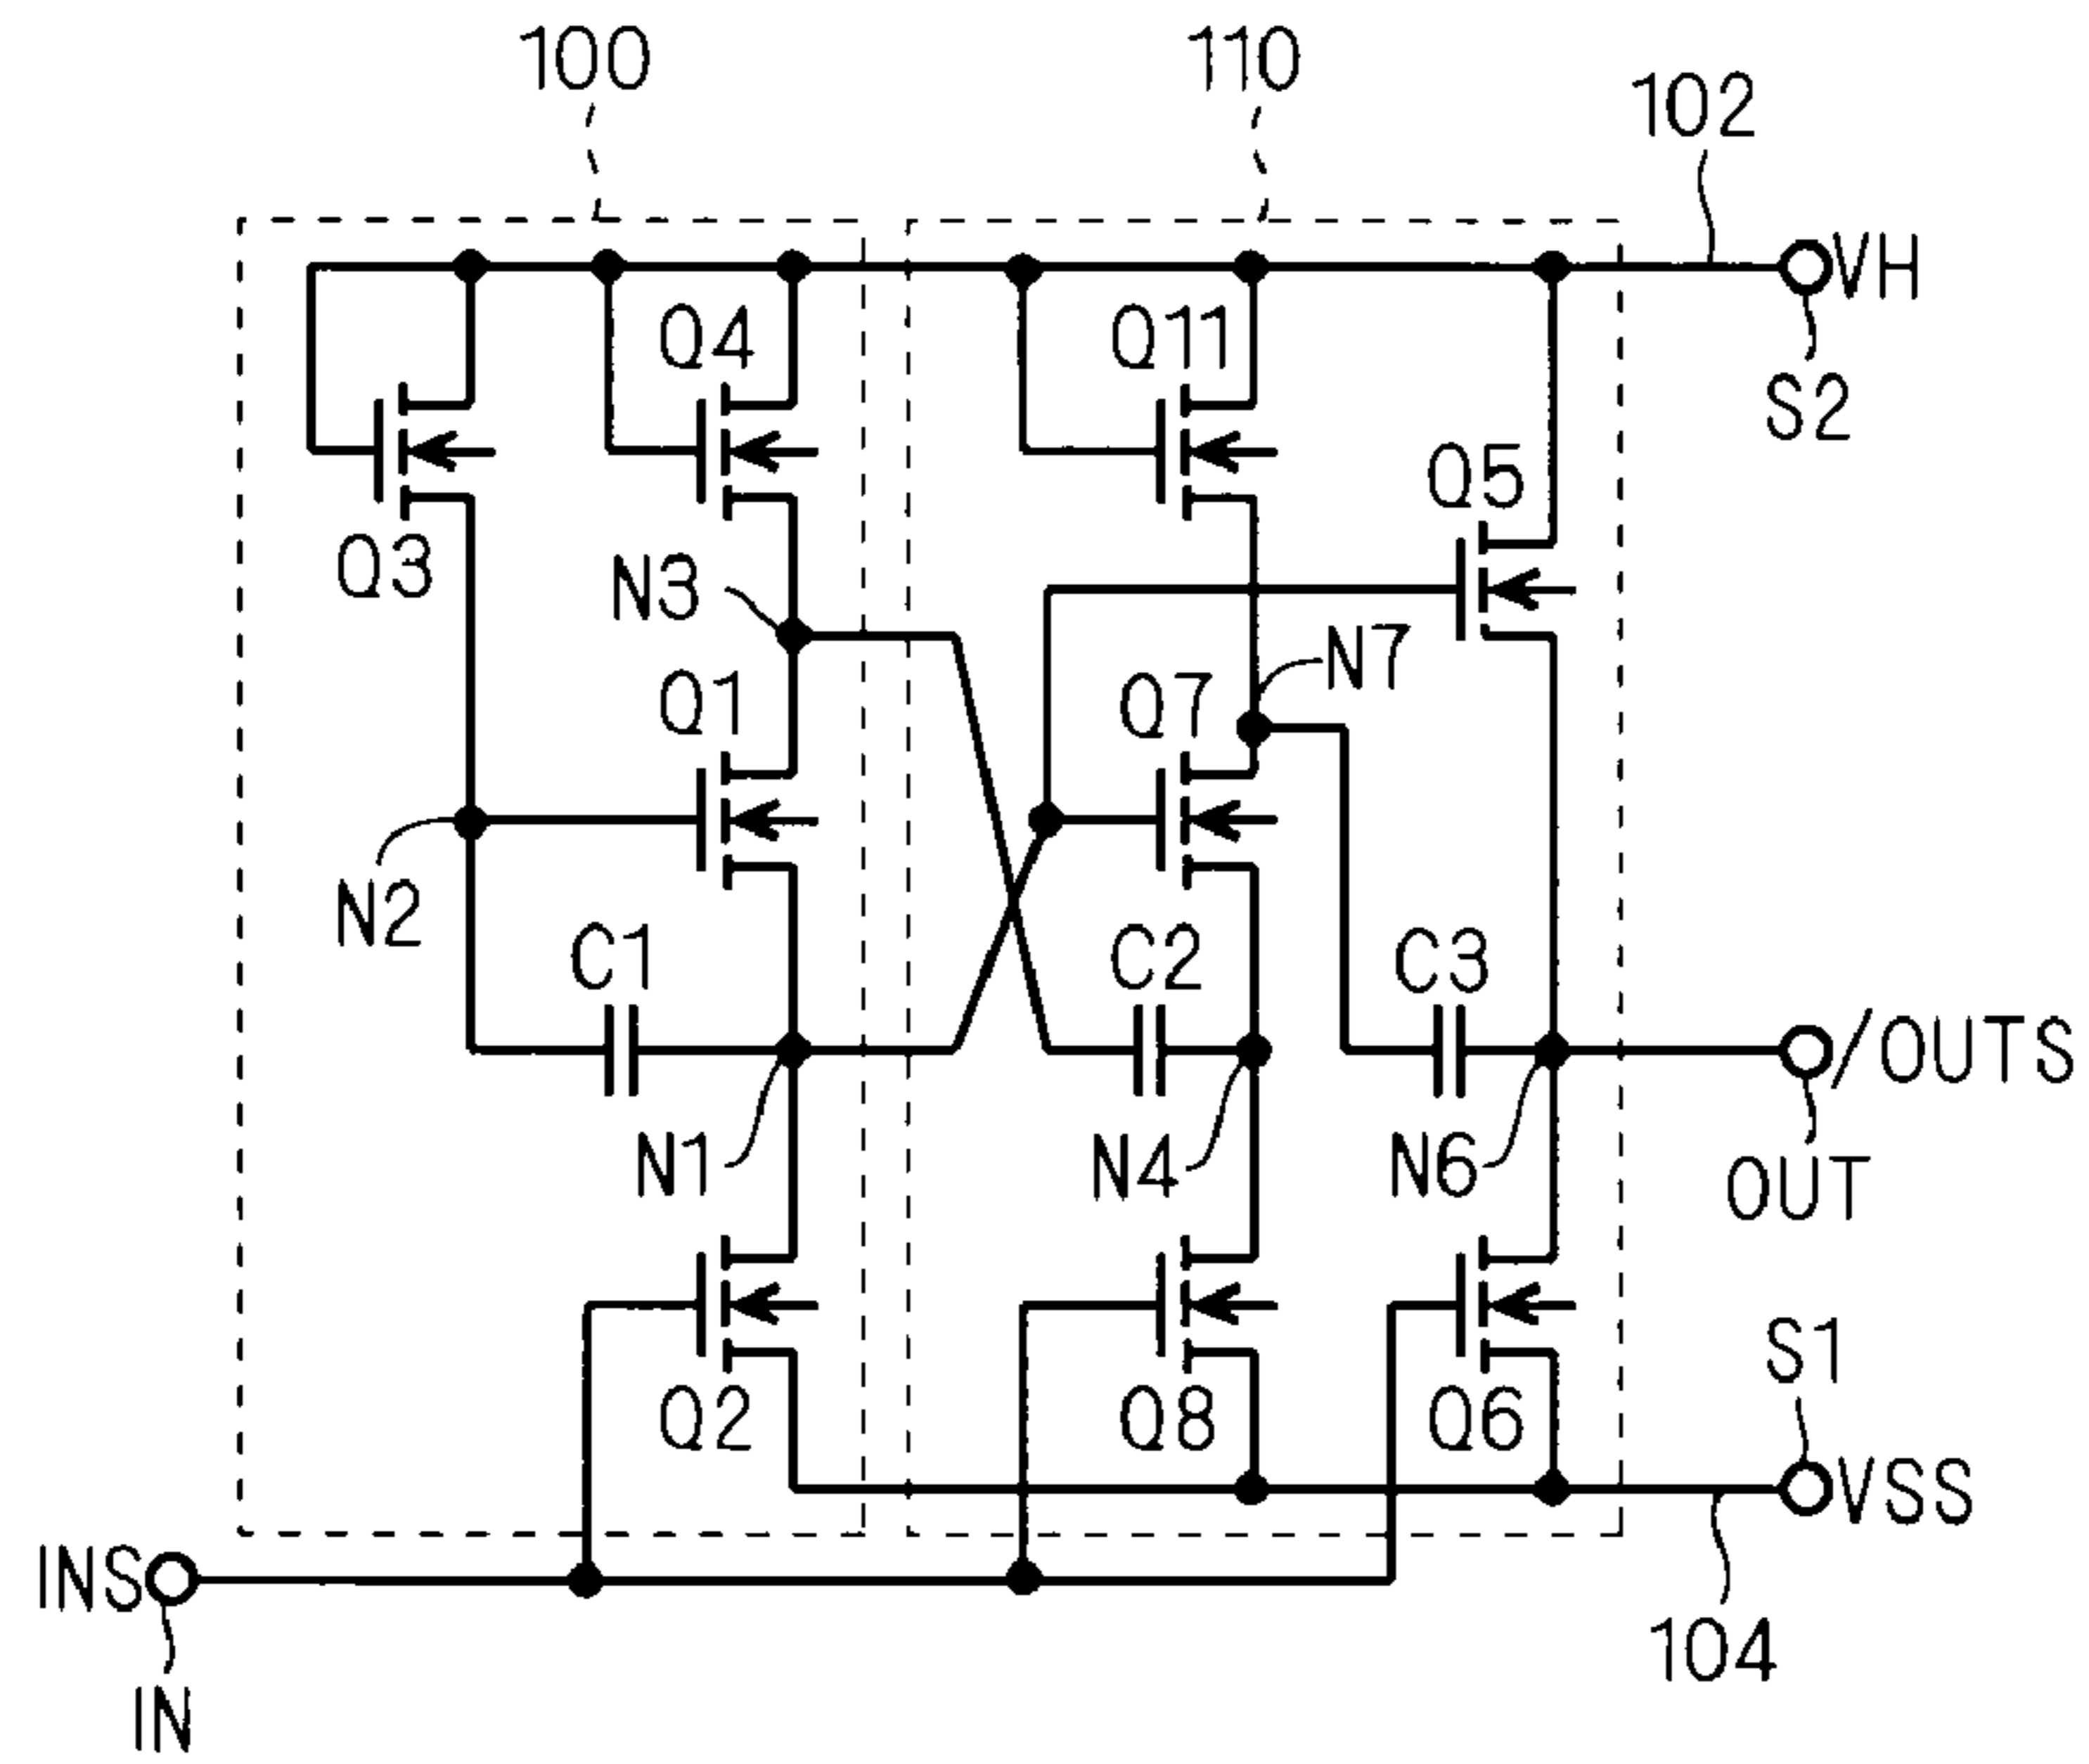 100
110
102
VH
Q4
Q11
S2
Q5
Q3
N3
N7
Q1
Q7
N2
C1
C2
C3
/OUTS
N1
N4
N6
OUT
S1
Q2
Q8
Q6
VSS
INS
104
IN